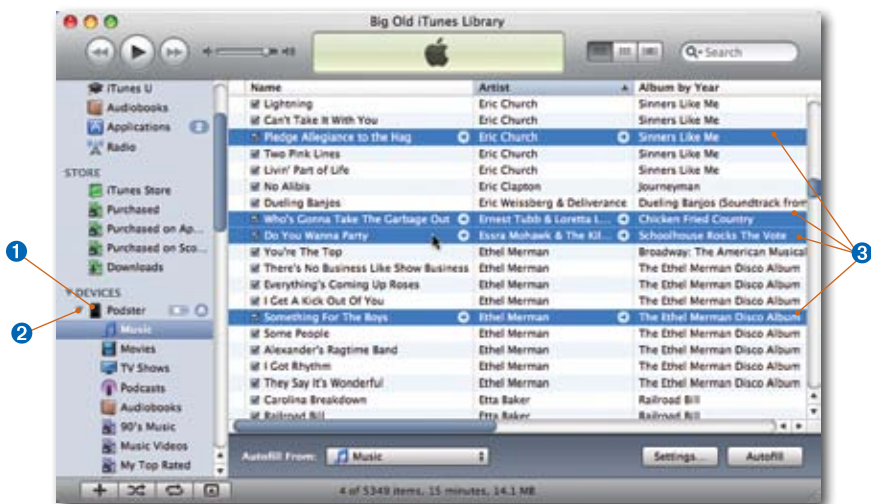 Big Old iTunes Library
Search
iTunes U
Audiobooks
Applications
Radio
STORE
iTunes Store
Purchased
Purchased on Ap...
Purchased on Sco...
Downloads
DEVICES
Podster
Music
Movies
TV Shows
Podcasts
Audiobooks
90's Music
Music Videos
My Top Rated
Name Artist Album by Year
Lightning Eric Church Sinners Like Me
Can't Take It With You Eric Church Sinners Like Me
Pledge Allegiance to the Hag Eric Church Sinners Like Me
Two Pink Lines Eric Church Sinners Like Me
Livin' Part of Life Eric Church Sinners Like Me
No Alibis Eric Clapton Journeyman
Dueling Banjos Eric Weissberg & Deliverance Dueling Banjos (Soundtrack from
Who's Gonna Take The Garbage Out Ernest Tubb & Loretta L... Chicken Fried Country
Do You Wanna Party Essra Mohawk & The Kil... Schoolhouse Rocks The Vote
You're The Top Ethel Merman Broadway: The American Musical
There's No Business Like Show Business Ethel Merman The Ethel Merman Disco Album
Everything's Coming Up Roses Ethel Merman The Ethel Merman Disco Album
I Get A Kick Out Of You Ethel Merman The Ethel Merman Disco Album
Something For The Boys Ethel Merman The Ethel Merman Disco Album
Some People Ethel Merman The Ethel Merman Disco Album
Alexander's Ragtime Band Ethel Merman The Ethel Merman Disco Album
I Got Rhythm Ethel Merman The Ethel Merman Disco Album
They Say It's Wonderful Ethel Merman The Ethel Merman Disco Album
Carolina Breakdown Etta Baker Railroad Bill
Railroad Bill Etta Baker Railroad Bill
Autofill From: Music Settings... Autofill
4 of 5349 items, 15 minutes, 14.1 MB
1
2
3